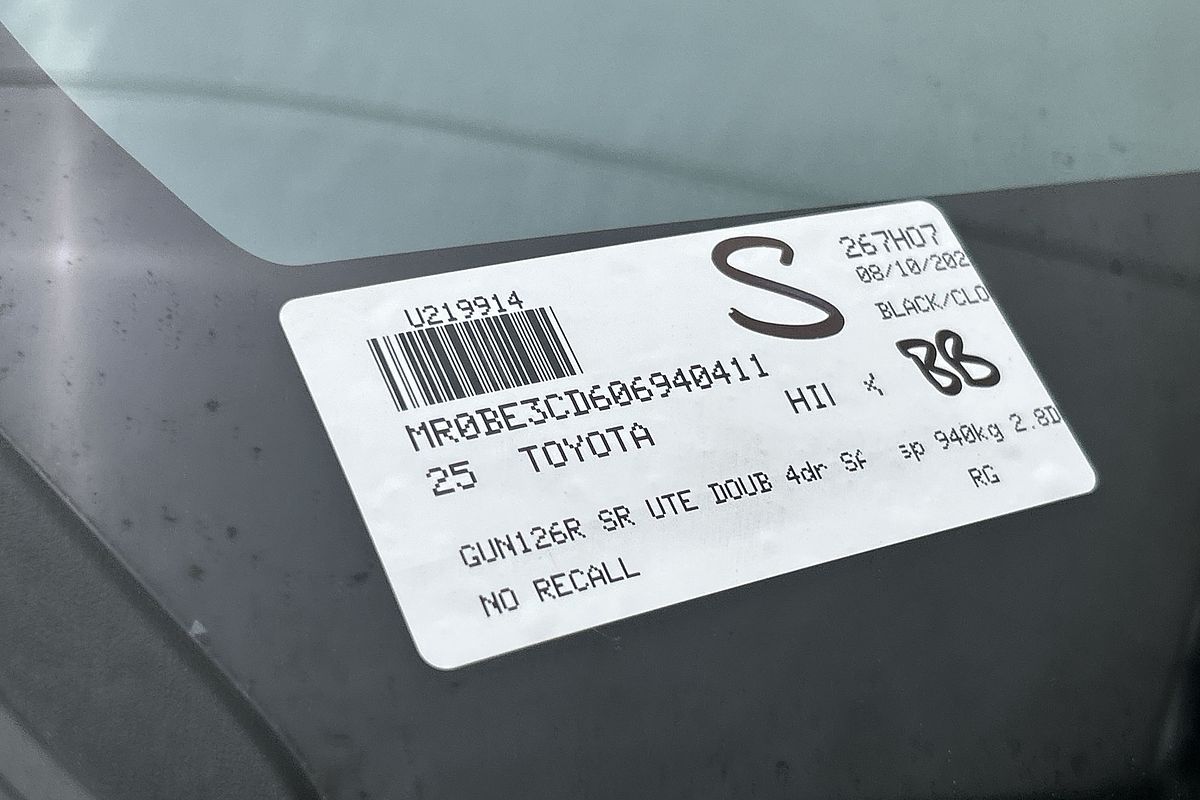 U219914
S
267H07
08/10/202
BLACK/CLO
BB
MR0BE3CD606940411
25 TOYOTA
GUN126R SR UTE DOUB 4dr 940kg 2.8D
RG
NO RECALL